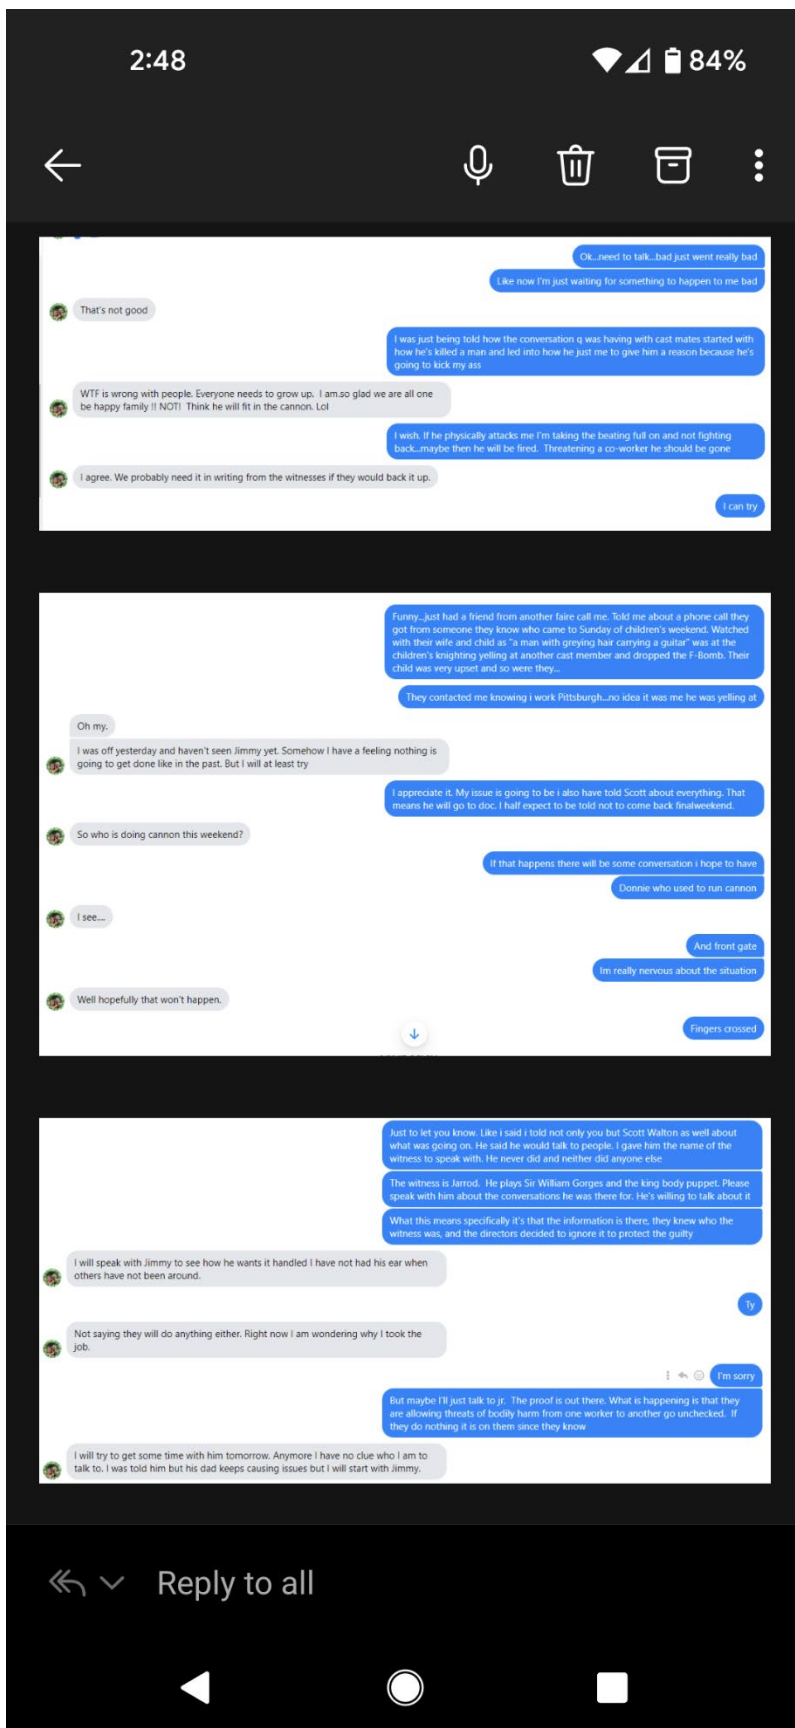 2:48
84%
Ok...need to talk...bad just went really bad
Like now I'm just waiting for something to happen to me bad
That's not good
I was just being told how the conversation q was having with cast mates started with
how he's killed a man and led into how he just me to give him a reason because he's
going to kick my ass
WTF is wrong with people. Everyone needs to grow up. I am.so glad we are all one
be happy family !! NOT! Think he will fit in the cannon. Lol
I wish. If he physically attacks me I'm taking the beating full on and not fighting
back...maybe then he will be fired. Threatening a co-worker he should be gone
I agree. We probably need it in writing from the witnesses if they would back it up.
I can try
Funny...just had a friend from another faire call me. Told me about a phone call they
got from someone they know who came to Sunday of children's weekend. Watched
with their wife and child as "a man with greying hair carrying a guitar" was at the
children's knighting yelling at another cast member and dropped the F-Bomb. Their
child was very upset and so were they...
They contacted me knowing i work Pittsburgh...no idea it was me he was yelling at
Oh my.
I was off yesterday and haven't seen Jimmy yet. Somehow I have a feeling nothing is
going to get done like in the past. But I will at least try
I appreciate it. My issue is going to be i also have told Scott about everything. That
means he will go to doc. I half expect to be told not to come back finalweekend.
So who is doing cannon this weekend?
If that happens there will be some conversation i hope to have
Donnie who used to run cannon
I see....
And front gate
Im really nervous about the situation
Well hopefully that won't happen.
Fingers crossed
Just to let you know. Like i said i told not only you but Scott Walton as well about
what was going on. He said he would talk to people. I gave him the name of the
witness to speak with. He never did and neither did anyone else
The witness is Jarrod. He plays Sir William Gorges and the king body puppet. Please
speak with him about the conversations he was there for. He's willing to talk about it
What this means specifically it's that the information is there, they knew who the
witness was, and the directors decided to ignore it to protect the guilty
I will speak with Jimmy to see how he wants it handled I have not had his ear when
others have not been around.
Ty
Not saying they will do anything either. Right now I am wondering why I took the
job.
I'm sorry
But maybe I'll just talk to jr. The proof is out there. What is happening is that they
are allowing threats of bodily harm from one worker to another go unchecked. If
they do nothing it is on them since they know
I will try to get some time with him tomorrow. Anymore I have no clue who I am to
talk to. I was told him but his dad keeps causing issues but I will start with Jimmy.
Reply to all